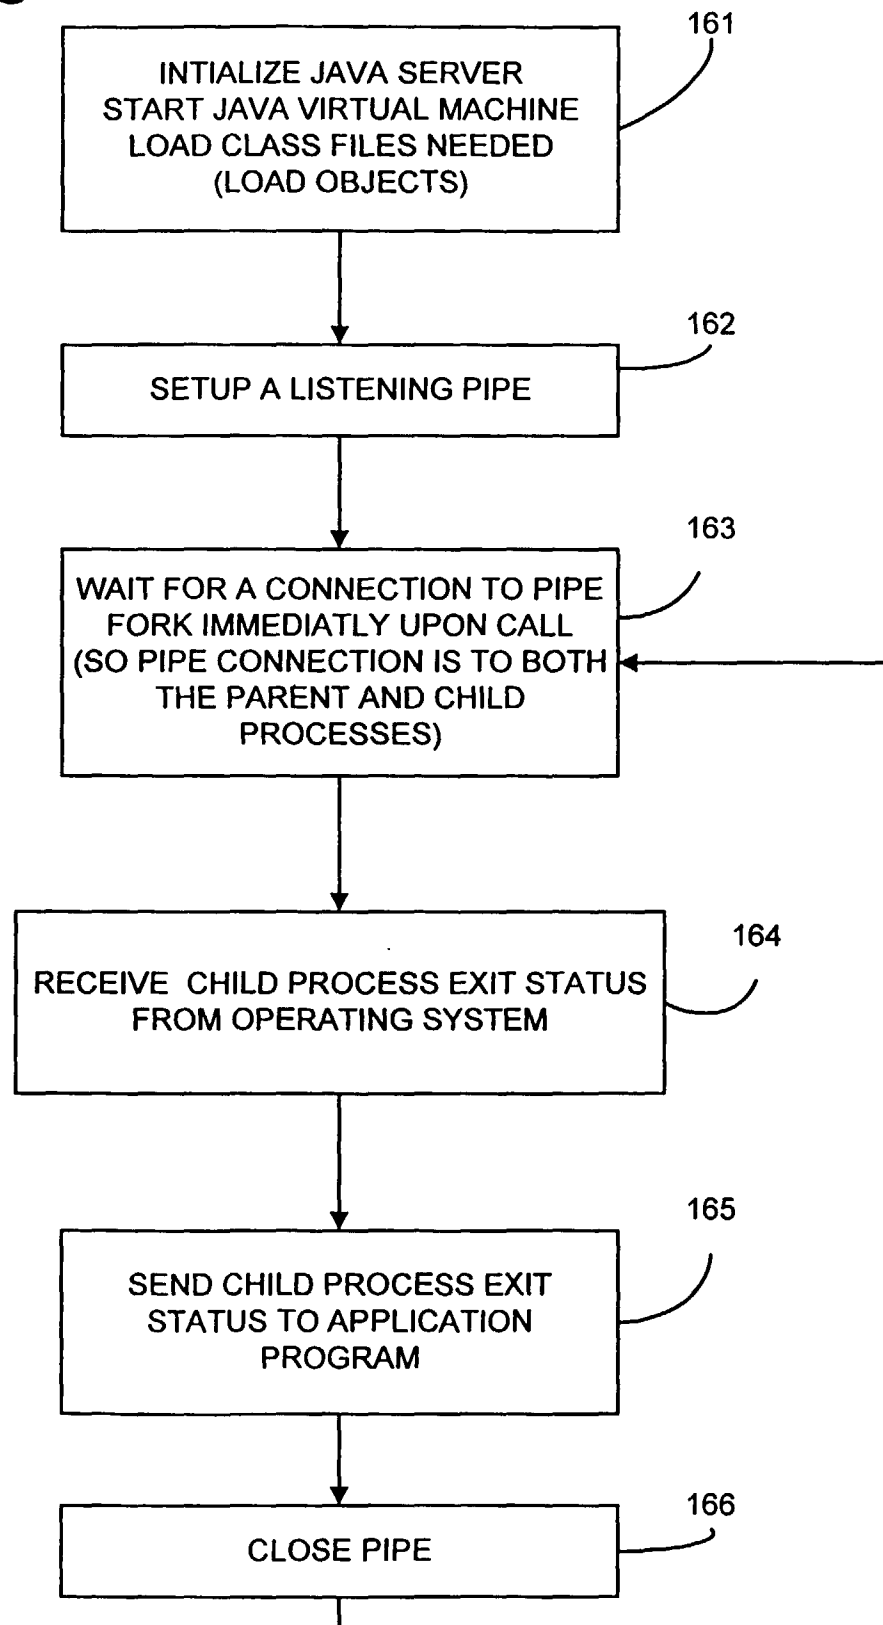 161
INTIALIZE JAVA SERVER
START JAVA VIRTUAL MACHINE
LOAD CLASS FILES NEEDED
(LOAD OBJECTS)
162
SETUP A LISTENING PIPE
163
WAIT FOR A CONNECTION TO PIPE
FORK IMMEDIATLY UPON CALL
(SO PIPE CONNECTION IS TO BOTH
THE PARENT AND CHILD
PROCESSES)
164
RECEIVE CHILD PROCESS EXIT STATUS
FROM OPERATING SYSTEM
165
SEND CHILD PROCESS EXIT
STATUS TO APPLICATION
PROGRAM
166
CLOSE PIPE